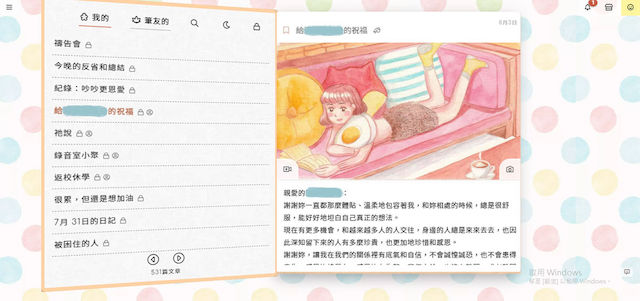 我的
筆友的
1
禱告會
今晚的反省和總結
紀錄：吵吵更恩愛
給 的祝福
祂說
錄音室小聚
返校休學
很累，但還是想加油
7月 31日的日記
被困住的人
531篇文章
8月3日
給 的祝福
親愛的 ：
謝謝妳一直都那麼體貼、溫柔地包容著我，和妳相處的時候，總是很舒
服，能好好地坦白自己真正的想法。
現在有更多機會，和越來越多人的人交往，身邊的人總是來來去去，也因
此深知留下來的人有多麼珍貴，也更加地珍惜和感恩。
謝謝妳，讓我在我們的關係裡有底氣和自信，不會誠惶誠恐，也不會患得
啟用 Windows
移至 [設定] 以啟用 Windows。